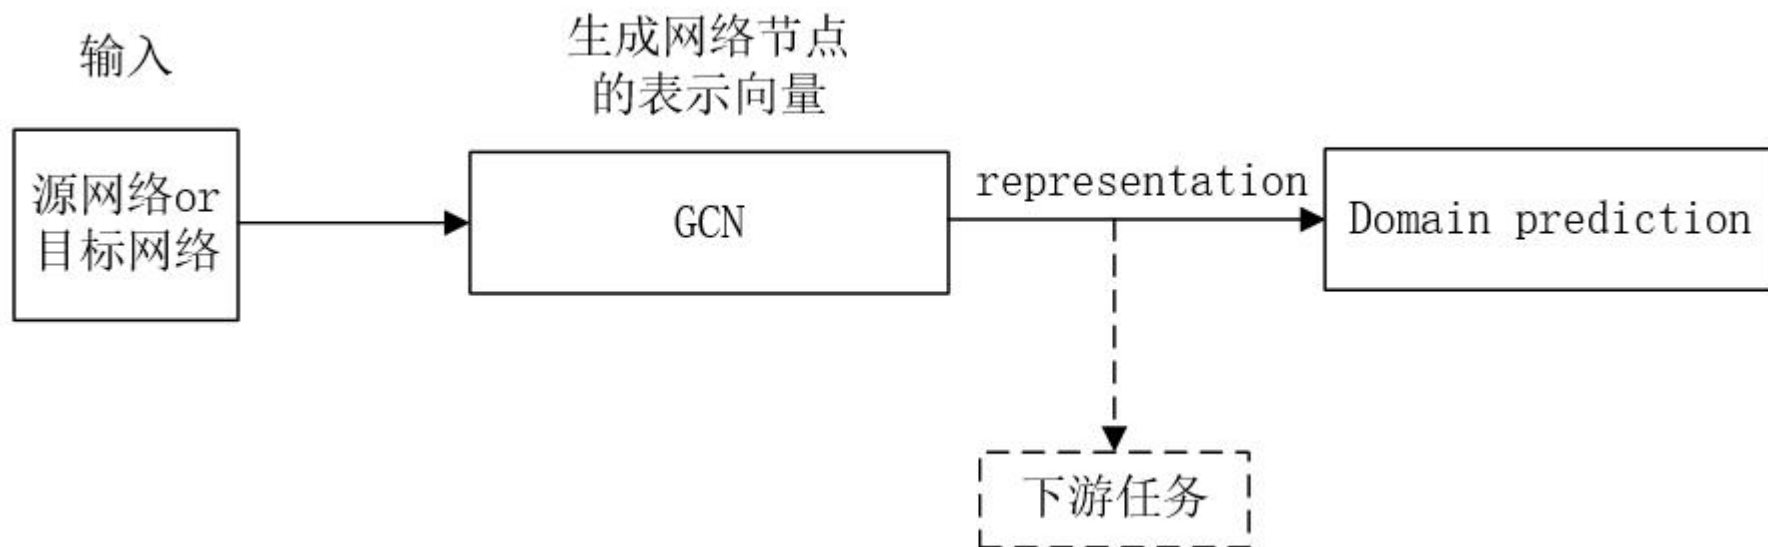 输入
生成网络节点
的表示向量
源网络or
目标网络
GCN
representation
Domain prediction
下游任务